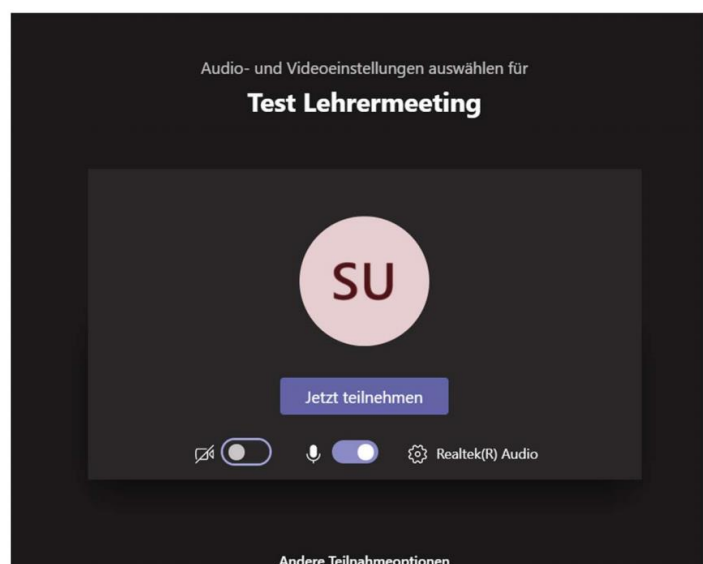 Audio- und Videoeinstellungen auswählen für
Test Lehrermeeting
SU
Jetzt teilnehmen
Realtek(R) Audio
Andere Teilnahmeoptionen